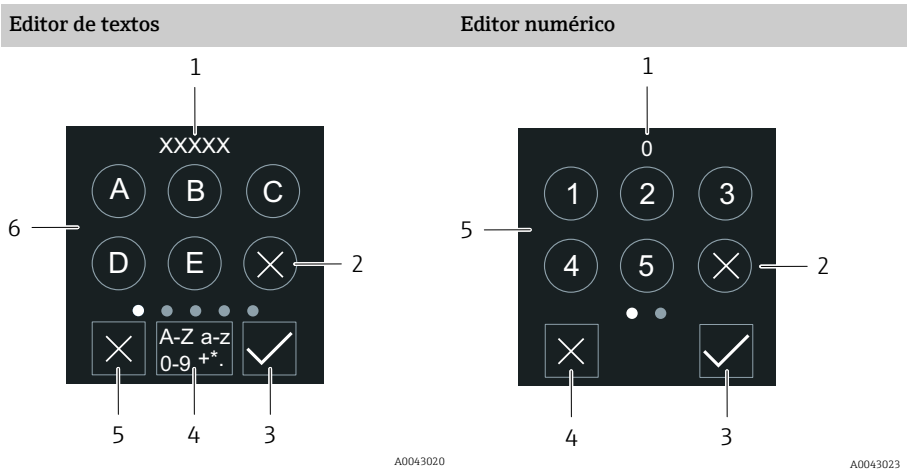 Editor de textos
Editor numérico
1
XXXXX
A B C
6
D E
2
A-Z a-z
0-9 +*.
5 4 3
A0043020
1
0
1 2 3
5
4 5
2
4 3
A0043023